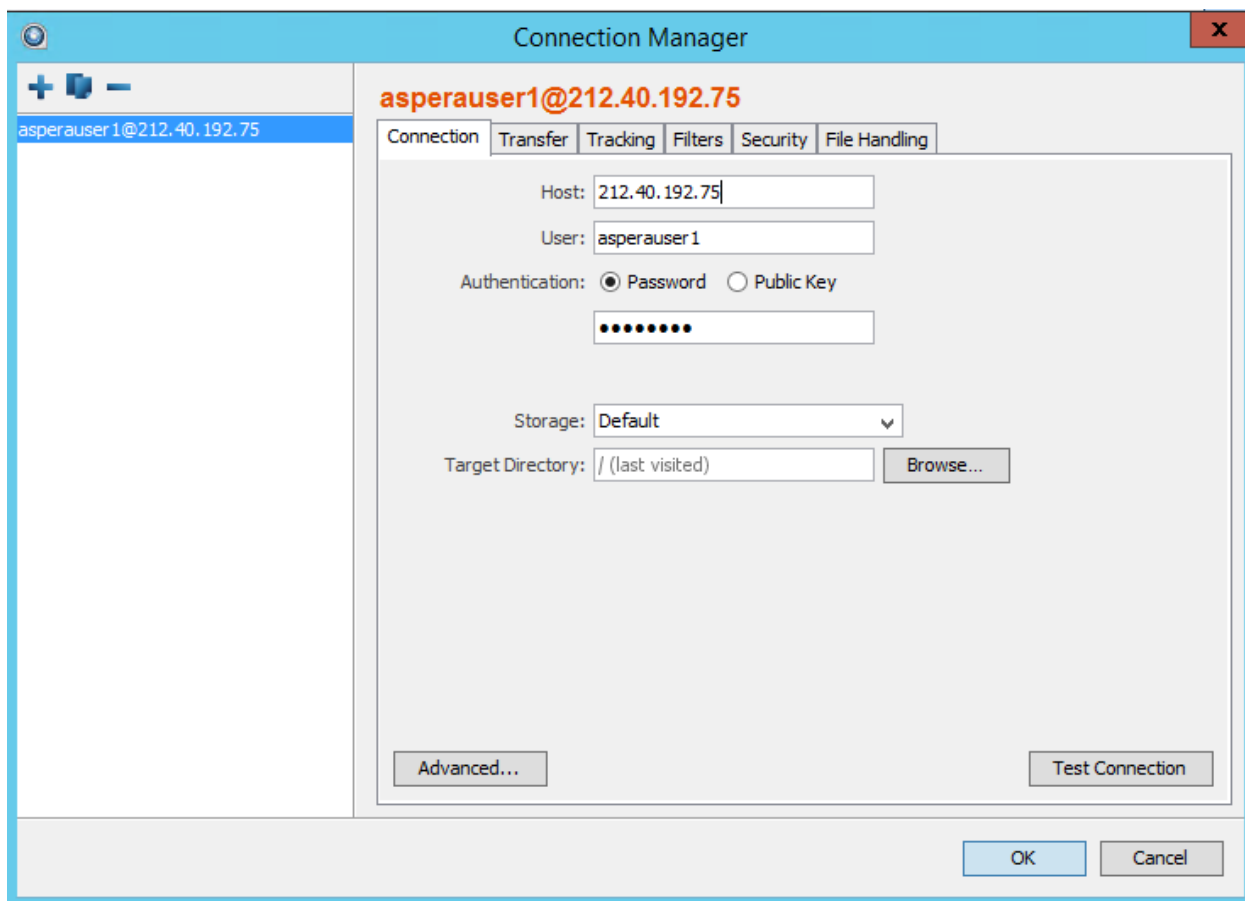 Connection Manager
x
asperauser1@212.40.192.75
asperauser1@212.40.192.75
Connection Transfer Tracking Filters Security File Handling
Host: 212.40.192.75
User: asperauser1
Authentication: Password Public Key
••••••••
Storage: Default
Target Directory: / (last visited) Browse...
Advanced... Test Connection
OK Cancel